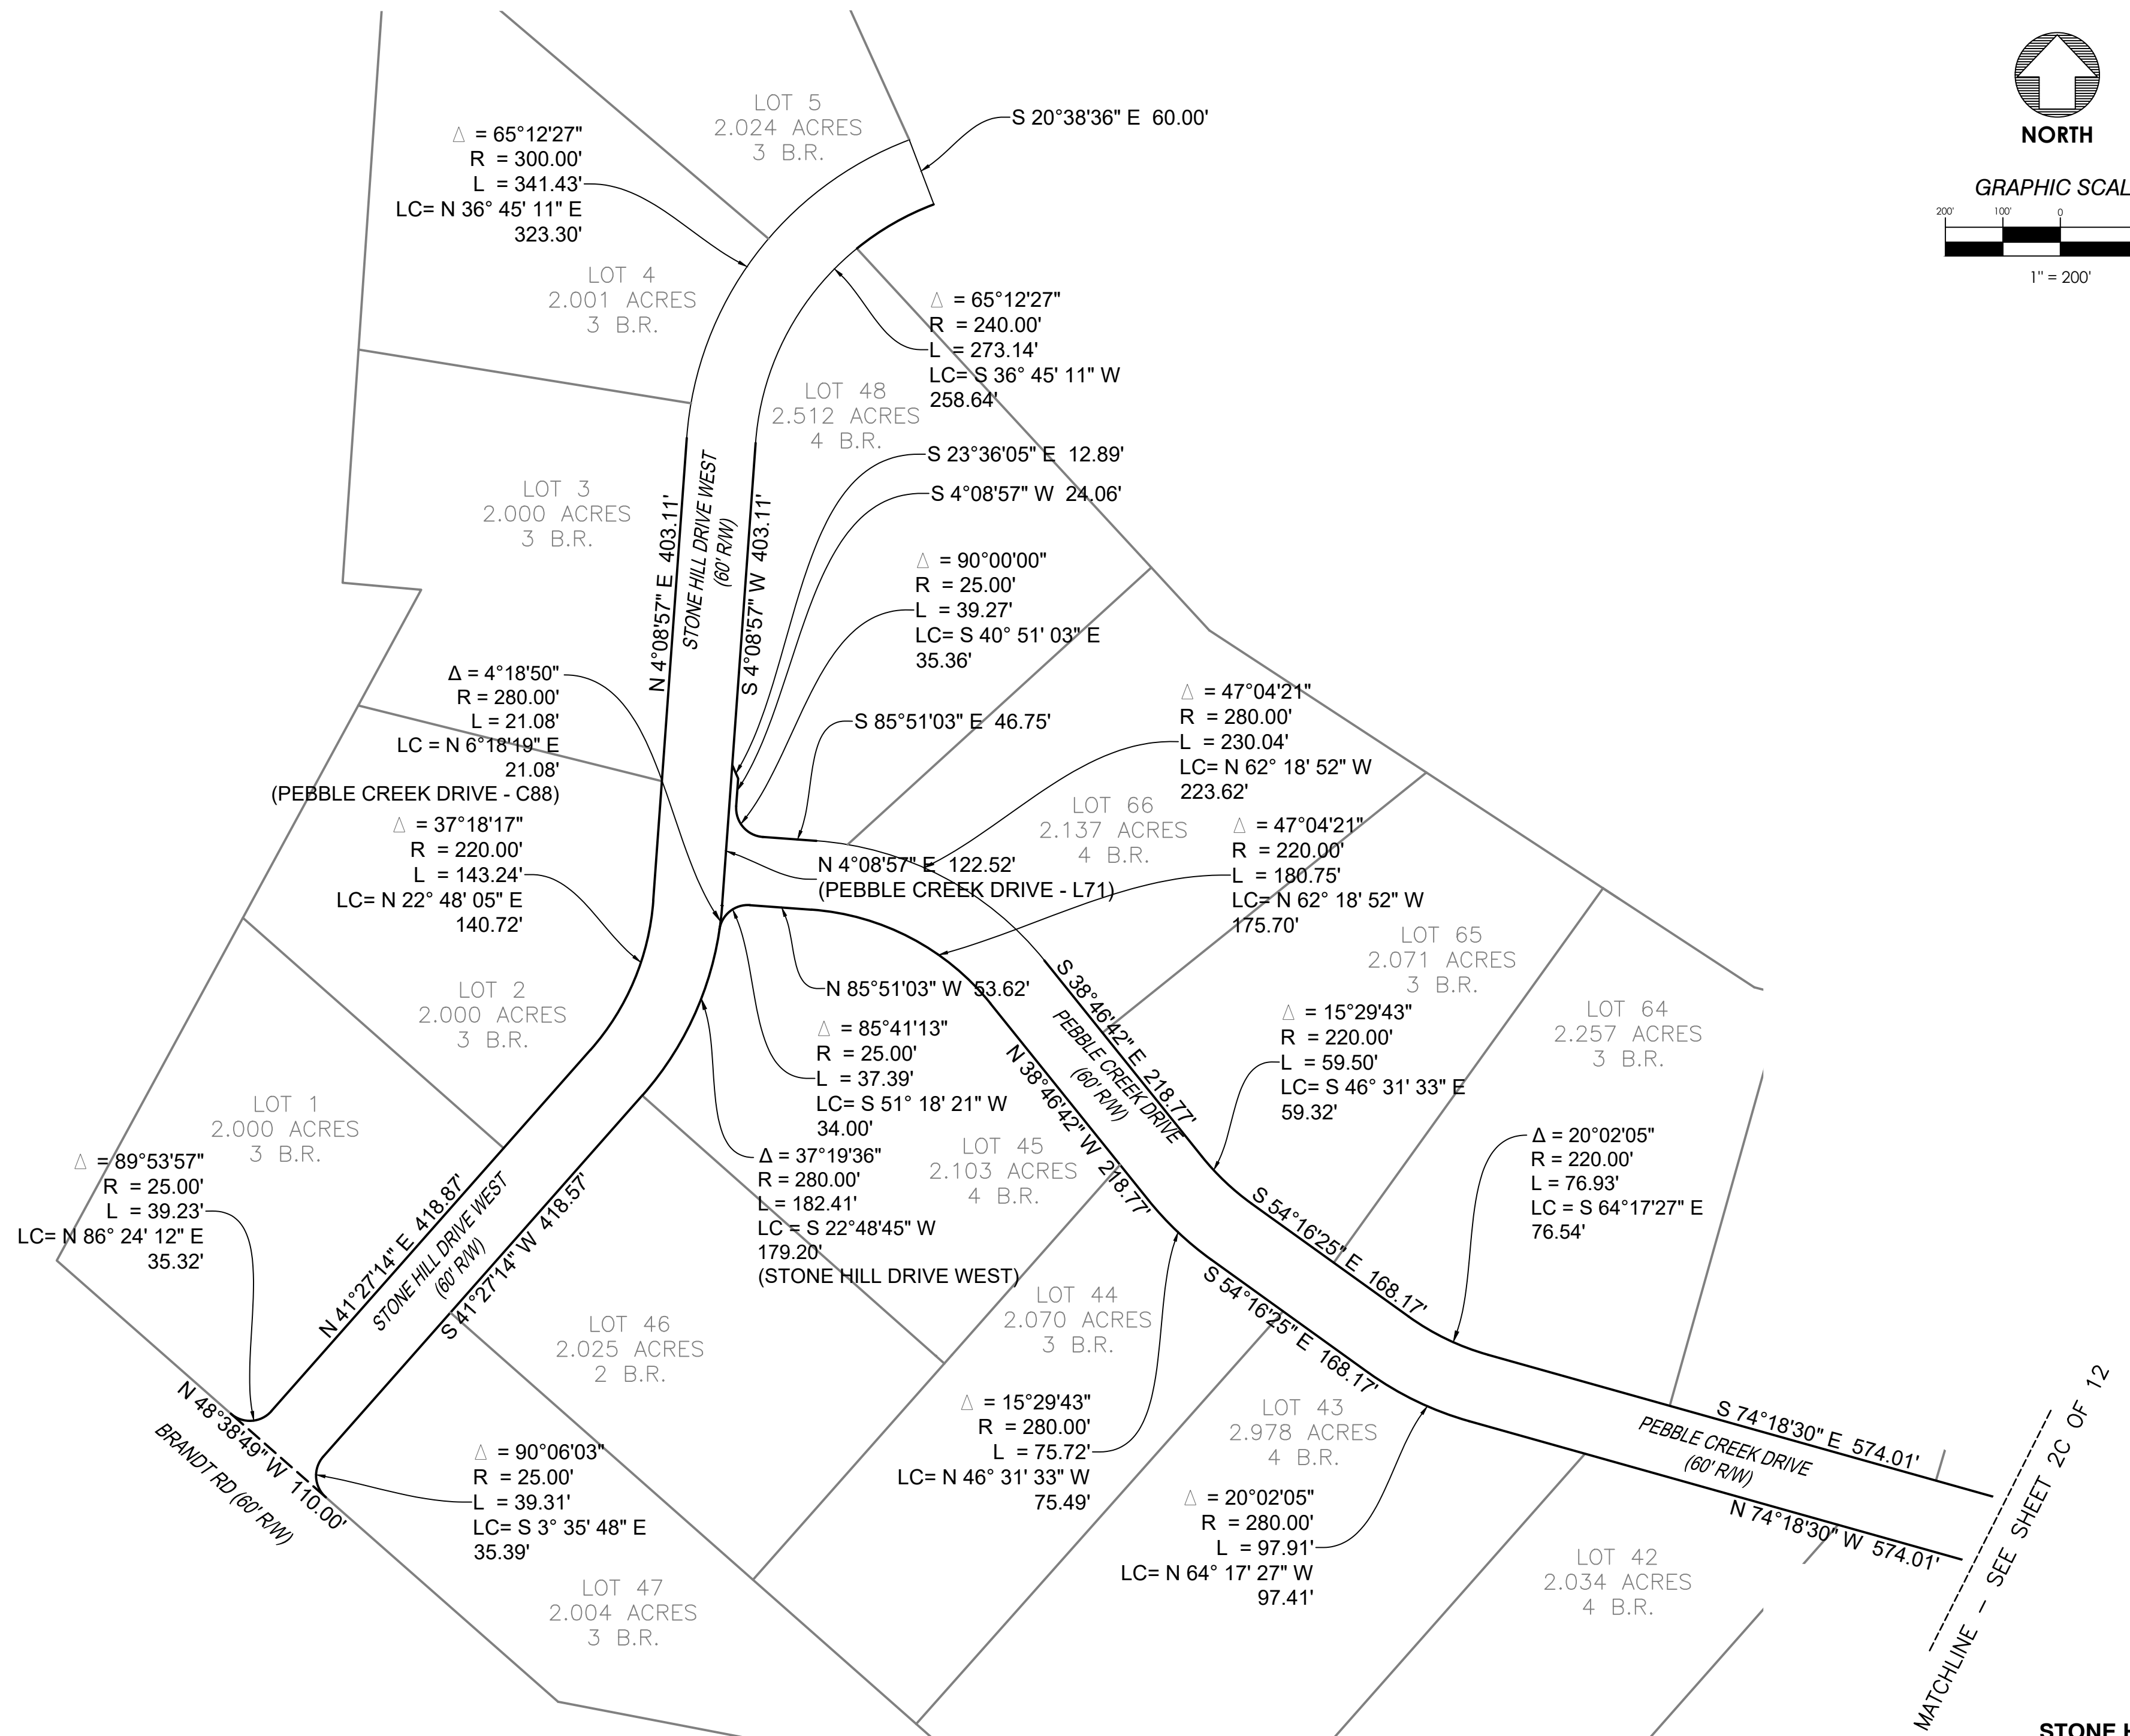 NORTH
GRAPHIC SCAL
200'
100'
0
1" = 200'
LOT 5
2.024 ACRES
3 B.R.
S 20°38'36" E 60.00'
Δ = 65°12'27"
R = 300.00'
L = 341.43'
LC= N 36° 45' 11" E
323.30'
LOT 4
2.001 ACRES
3 B.R.
Δ = 65°12'27"
R = 240.00'
L = 273.14'
LC= S 36° 45' 11" W
258.64'
LOT 48
2.512 ACRES
4 B.R.
S 23°36'05" E 12.89'
S 4°08'57" W 24.06'
LOT 3
2.000 ACRES
3 B.R.
N 4°08'57" E 403.11'
STONE HILL DRIVE WEST
(60' R/W)
S 4°08'57" W 403.11'
Δ = 90°00'00"
R = 25.00'
L = 39.27'
LC= S 40° 51' 03" E
35.36'
Δ = 4°18'50"
R = 280.00'
L = 21.08'
LC = N 6°18'19" E
21.08'
(PEBBLE CREEK DRIVE - C88)
S 85°51'03" E 46.75'
Δ = 47°04'21"
R = 280.00'
L = 230.04'
LC= N 62° 18' 52" W
223.62'
LOT 66
2.137 ACRES
4 B.R.
Δ = 47°04'21"
R = 220.00'
L = 180.75'
LC= N 62° 18' 52" W
175.70'
Δ = 37°18'17"
R = 220.00'
L = 143.24'
LC= N 22° 48' 05" E
140.72'
N 4°08'57" E 122.52'
(PEBBLE CREEK DRIVE - L71)
LOT 65
2.071 ACRES
3 B.R.
LOT 2
2.000 ACRES
3 B.R.
N 85°51'03" W 53.62'
S 38°46'42" E 218.77'
PEBBLE CREEK DRIVE
(60' R/W)
N 38°46'42" W 218.77'
LOT 64
2.257 ACRES
3 B.R.
Δ = 85°41'13"
R = 25.00'
L = 37.39'
LC= S 51° 18' 21" W
34.00'
Δ = 15°29'43"
R = 220.00'
L = 59.50'
LC= S 46° 31' 33" E
59.32'
LOT 1
2.000 ACRES
3 B.R.
Δ = 89°53'57"
R = 25.00'
L = 39.23'
LC= N 86° 24' 12" E
35.32'
LOT 45
2.103 ACRES
4 B.R.
Δ = 37°19'36"
R = 280.00'
L = 182.41'
LC = S 22°48'45" W
179.20'
(STONE HILL DRIVE WEST)
Δ = 20°02'05"
R = 220.00'
L = 76.93'
LC = S 64°17'27" E
76.54'
N 41°27'14" E 418.87'
STONE HILL DRIVE WEST
(60' R/W)
S 41°27'14" W 418.57'
S 54°16'25" E 168.17'
S 54°16'25" E 168.17'
LOT 44
2.070 ACRES
3 B.R.
LOT 46
2.025 ACRES
2 B.R.
N 48°38'49" W 110.00'
BRANDT RD (60' R/W)
Δ = 15°29'43"
R = 280.00'
L = 75.72'
LC= N 46° 31' 33" W
75.49'
LOT 43
2.978 ACRES
4 B.R.
S 74°18'30" E 574.01'
PEBBLE CREEK DRIVE
(60' R/W)
N 74°18'30" W 574.01'
Δ = 90°06'03"
R = 25.00'
L = 39.31'
LC= S 3° 35' 48" E
35.39'
Δ = 20°02'05"
R = 280.00'
L = 97.91'
LC= N 64° 17' 27" W
97.41'
LOT 42
2.034 ACRES
4 B.R.
LOT 47
2.004 ACRES
3 B.R.
MATCHLINE - SEE SHEET 2C OF 12
STONE H